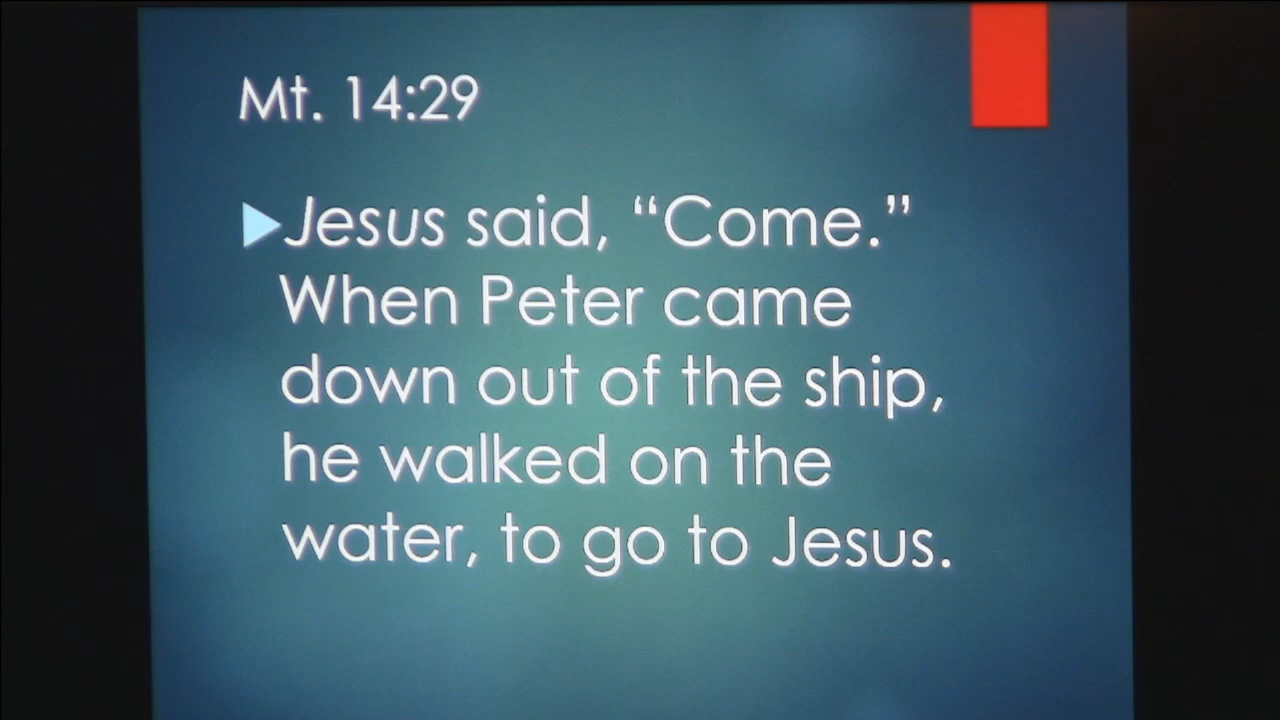 Mt. 14:29
Jesus said, “Come.”
When Peter came
down out of the ship,
he walked on the
water, to go to Jesus.